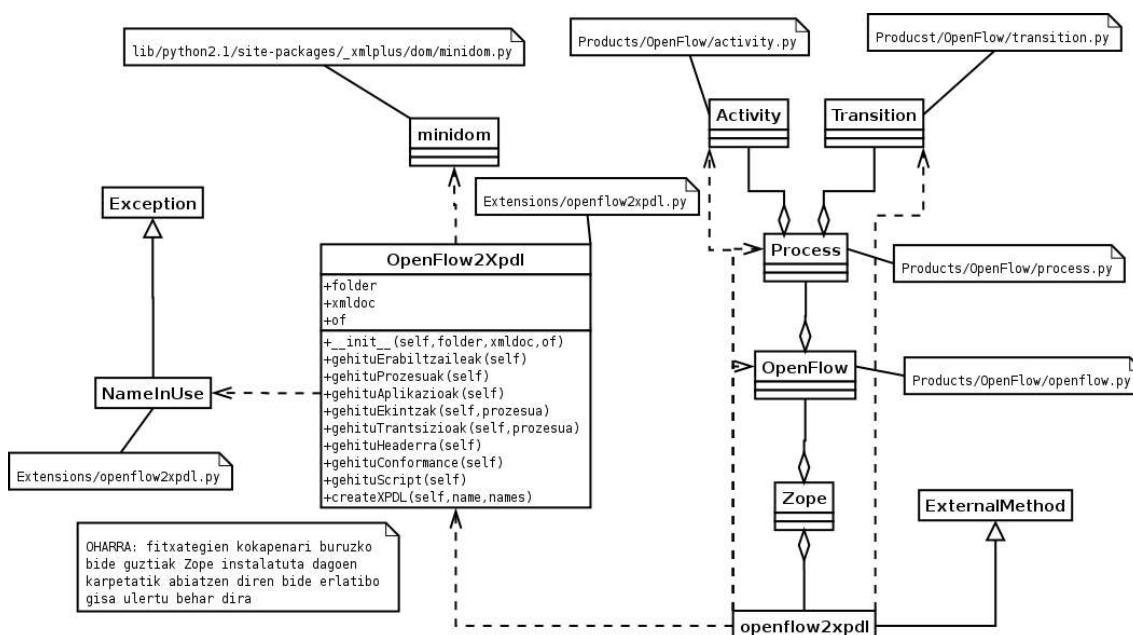 lib/python2.1/site-packages/_xmlplus/dom/minidom.py
Products/OpenFlow/activity.py
Producst/OpenFlow/transition.py
minidom
Activity
Transition
Exception
Extensions/openflow2xpdl.py
Process
Products/OpenFlow/process.py
OpenFlow2Xpdl
+folder
+xmldoc
+of
+__init__(self,folder,xmldoc,of)
+gehituErabiltzaileak(self)
+gehituProzesuak(self)
+gehituAplikazioak(self)
+gehituEkintzak(self,prozesua)
+gehituTrantsizioak(self,prozesua)
+gehituHeaderra(self)
+gehituConformance(self)
+gehituScript(self)
+createXPDL(self,name,names)
OpenFlow
Products/OpenFlow/openflow.py
NameInUse
Extensions/openflow2xpdl.py
Zope
ExternalMethod
OHARRA: fitxategien kokapenari buruzko
bide guztiak Zope instalatuta dagoen
karpetatik abiatzen diren bide erlatibo
gisa ulertu behar dira
openflow2xpdl